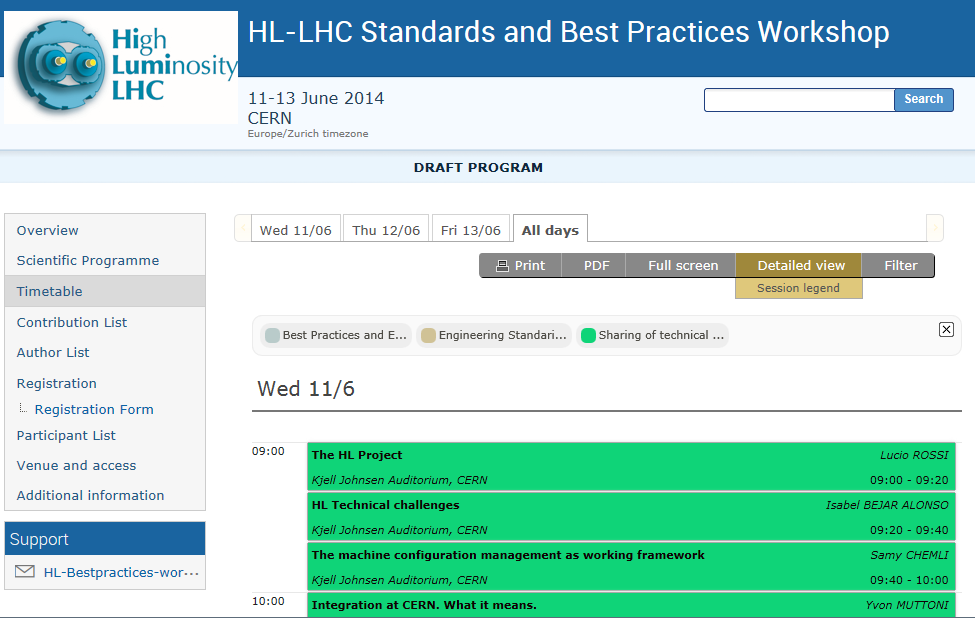 High
Luminosity
LHC
HL-LHC Standards and Best Practices Workshop
11-13 June 2014
CERN
Europe/Zurich timezone
Search
DRAFT PROGRAM
Overview
Scientific Programme
Timetable
Contribution List
Author List
Registration
Registration Form
Participant List
Venue and access
Additional information
Support
HL-Bestpractices-wor...
Wed 11/06 Thu 12/06 Fri 13/06 All days
Print PDF Full screen Detailed view Filter
Session legend
Best Practices and E... Engineering Standari... Sharing of technical ...
Wed 11/6
09:00 The HL Project Lucio ROSSI
Kjell Johnsen Auditorium, CERN 09:00 - 09:20
HL Technical challenges Isabel BEJAR ALONSO
Kjell Johnsen Auditorium, CERN 09:20 - 09:40
The machine configuration management as working framework Samy CHEMLI
Kjell Johnsen Auditorium, CERN 09:40 - 10:00
10:00 Integration at CERN. What it means. Yvon MUTTONI